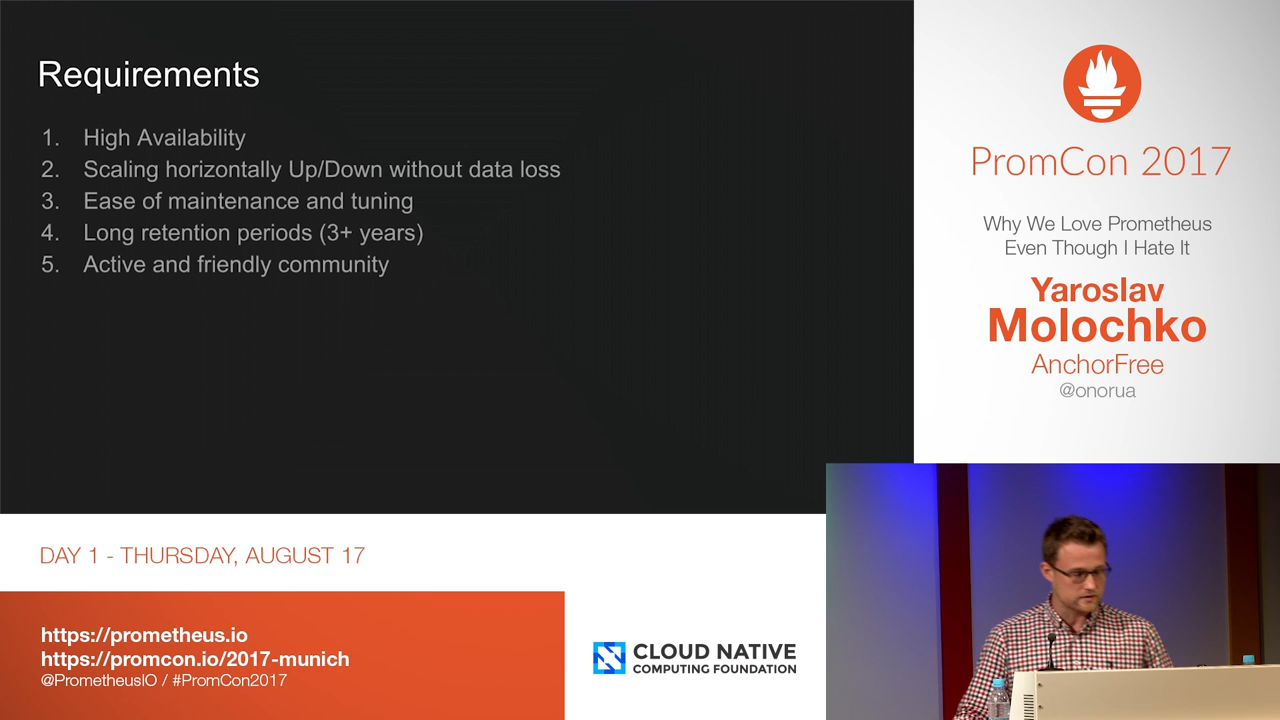 Requirements
1. High Availability
2. Scaling horizontally Up/Down without data loss
3. Ease of maintenance and tuning
4. Long retention periods (3+ years)
5. Active and friendly community
PromCon 2017
Why We Love Prometheus
Even Though I Hate It
Yaroslav
Molochko
AnchorFree
@onorua
DAY 1 - THURSDAY, AUGUST 17
https://prometheus.io
https://promcon.io/2017-munich
@PrometheusIO / #PromCon2017
CLOUD NATIVE
COMPUTING FOUNDATION